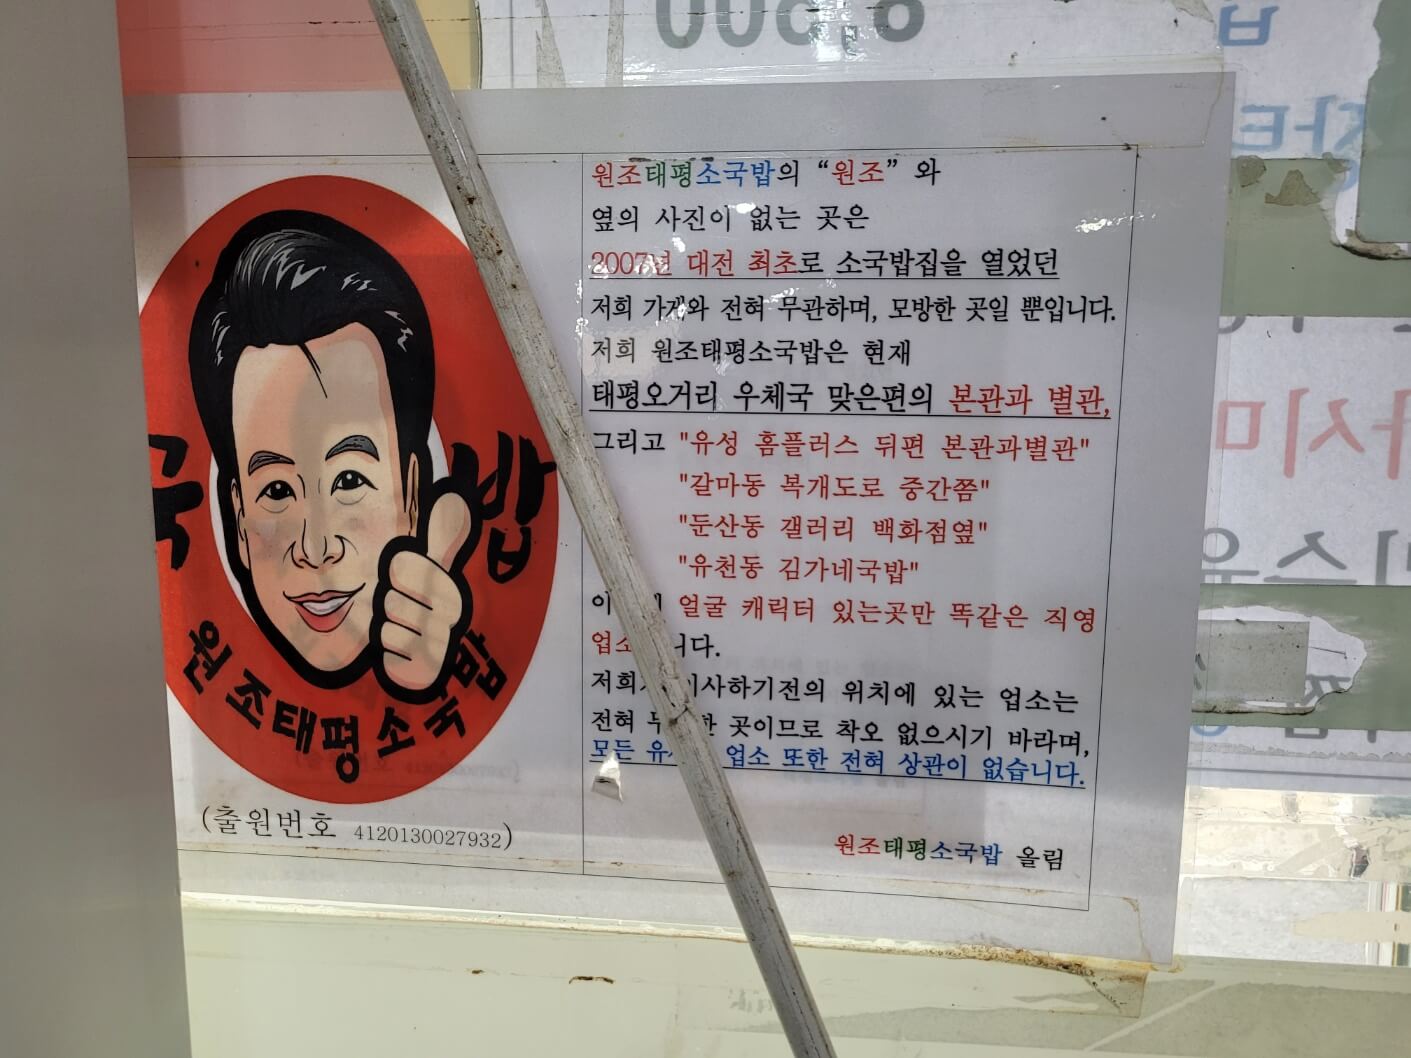 6,500
밥
국 밥
원조태평소국밥
(출원번호 4120130027932)
원조태평소국밥의 “원조” 와
옆의 사진이 없는 곳은
2007년 대전 최초로 소국밥집을 열었던
저희 가게와 전혀 무관하며, 모방한 곳일 뿐입니다.
저희 원조태평소국밥은 현재
태평오거리 우체국 맞은편의 본관과 별관,
그리고 "유성 홈플러스 뒤편 본관과별관"
"갈마동 복개도로 중간쯤"
"둔산동 갤러리 백화점옆"
"유천동 김가네국밥"
얼굴 캐릭터 있는곳만 똑같은 직영
니다.
위치에 있는 업소는
전혀 곳이므로 착오 없으시기 바라며,
모든 업소 또한 전혀 상관이 없습니다.
원조태평소국밥 올림